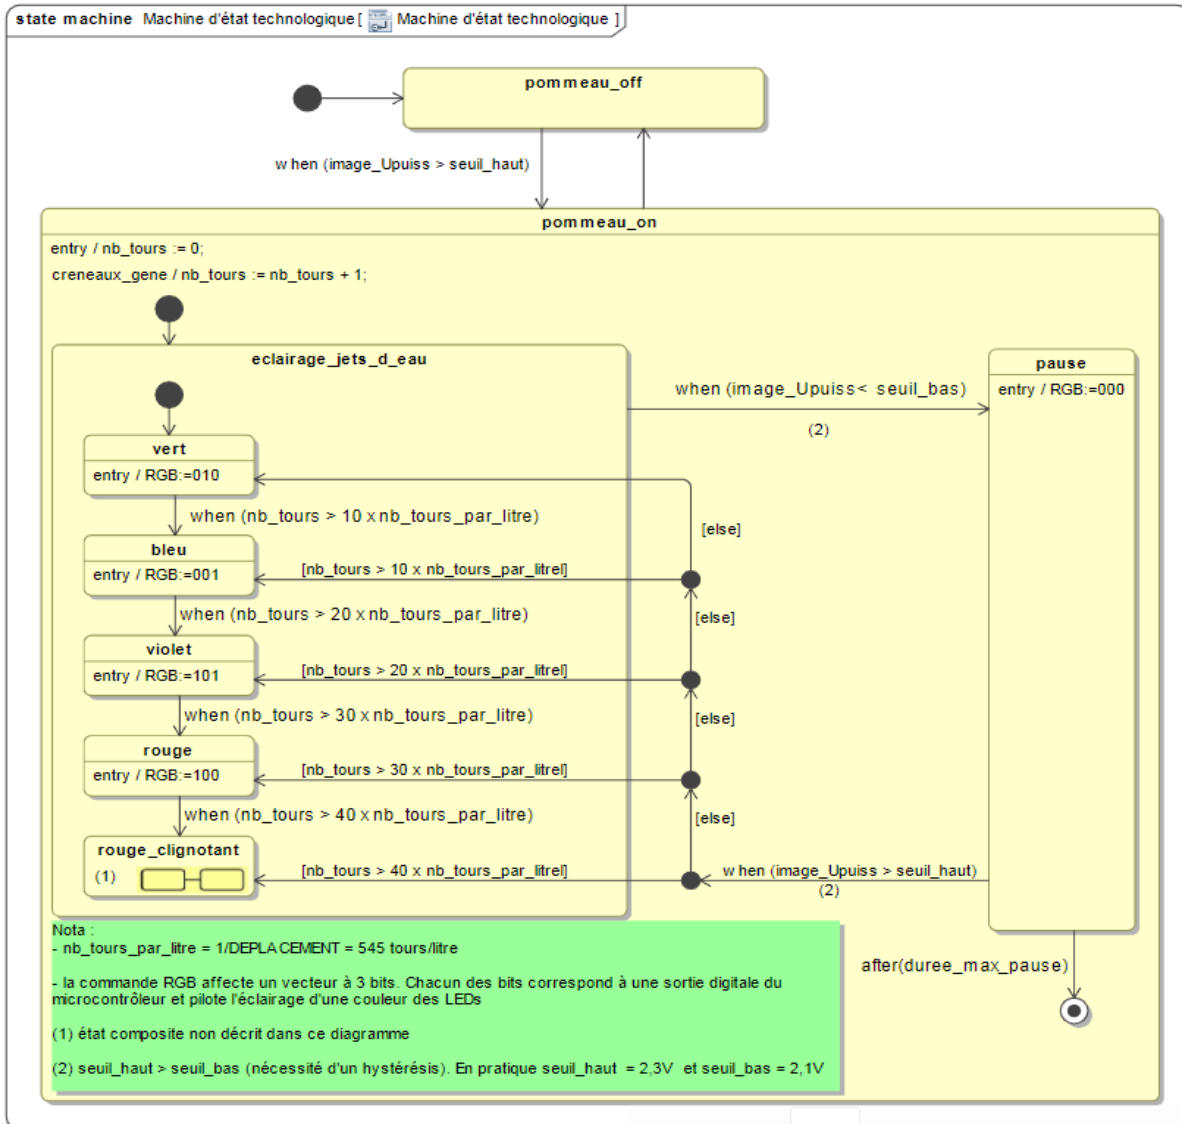 state machine Machine d'état technologique [ Machine d'état technologique ]
pommeau_off
when (image_Upuiss > seuil_haut)
pommeau_on
entry / nb_tours := 0;
creneaux_gene / nb_tours := nb_tours + 1;
eclairage_jets_d_eau
pause
entry / RGB:=000
when (image_Upuiss< seuil_bas)
(2)
vert
entry / RGB:=010
when (nb_tours > 10 x nb_tours_par_litre)
[else]
bleu
entry / RGB:=001
[nb_tours > 10 x nb_tours_par_litrel]
when (nb_tours > 20 x nb_tours_par_litre)
[else]
violet
entry / RGB:=101
[nb_tours > 20 x nb_tours_par_litrel]
when (nb_tours > 30 x nb_tours_par_litre)
[else]
rouge
entry / RGB:=100
[nb_tours > 30 x nb_tours_par_litrel]
when (nb_tours > 40 x nb_tours_par_litre)
[else]
rouge_clignotant
(1)
[nb_tours > 40 x nb_tours_par_litrel]
when (image_Upuiss > seuil_haut)
(2)
after(duree_max_pause)
Nota :
- nb_tours_par_litre = 1/DEPLACEMENT = 545 tours/litre
- la commande RGB affecte un vecteur à 3 bits. Chacun des bits correspond à une sortie digitale du
microcontrôleur et pilote l'éclairage d'une couleur des LEDs
(1) état composite non décrit dans ce diagramme
(2) seuil_haut > seuil_bas (nécessité d'un hystérésis). En pratique seuil_haut = 2,3V et seuil_bas = 2,1V